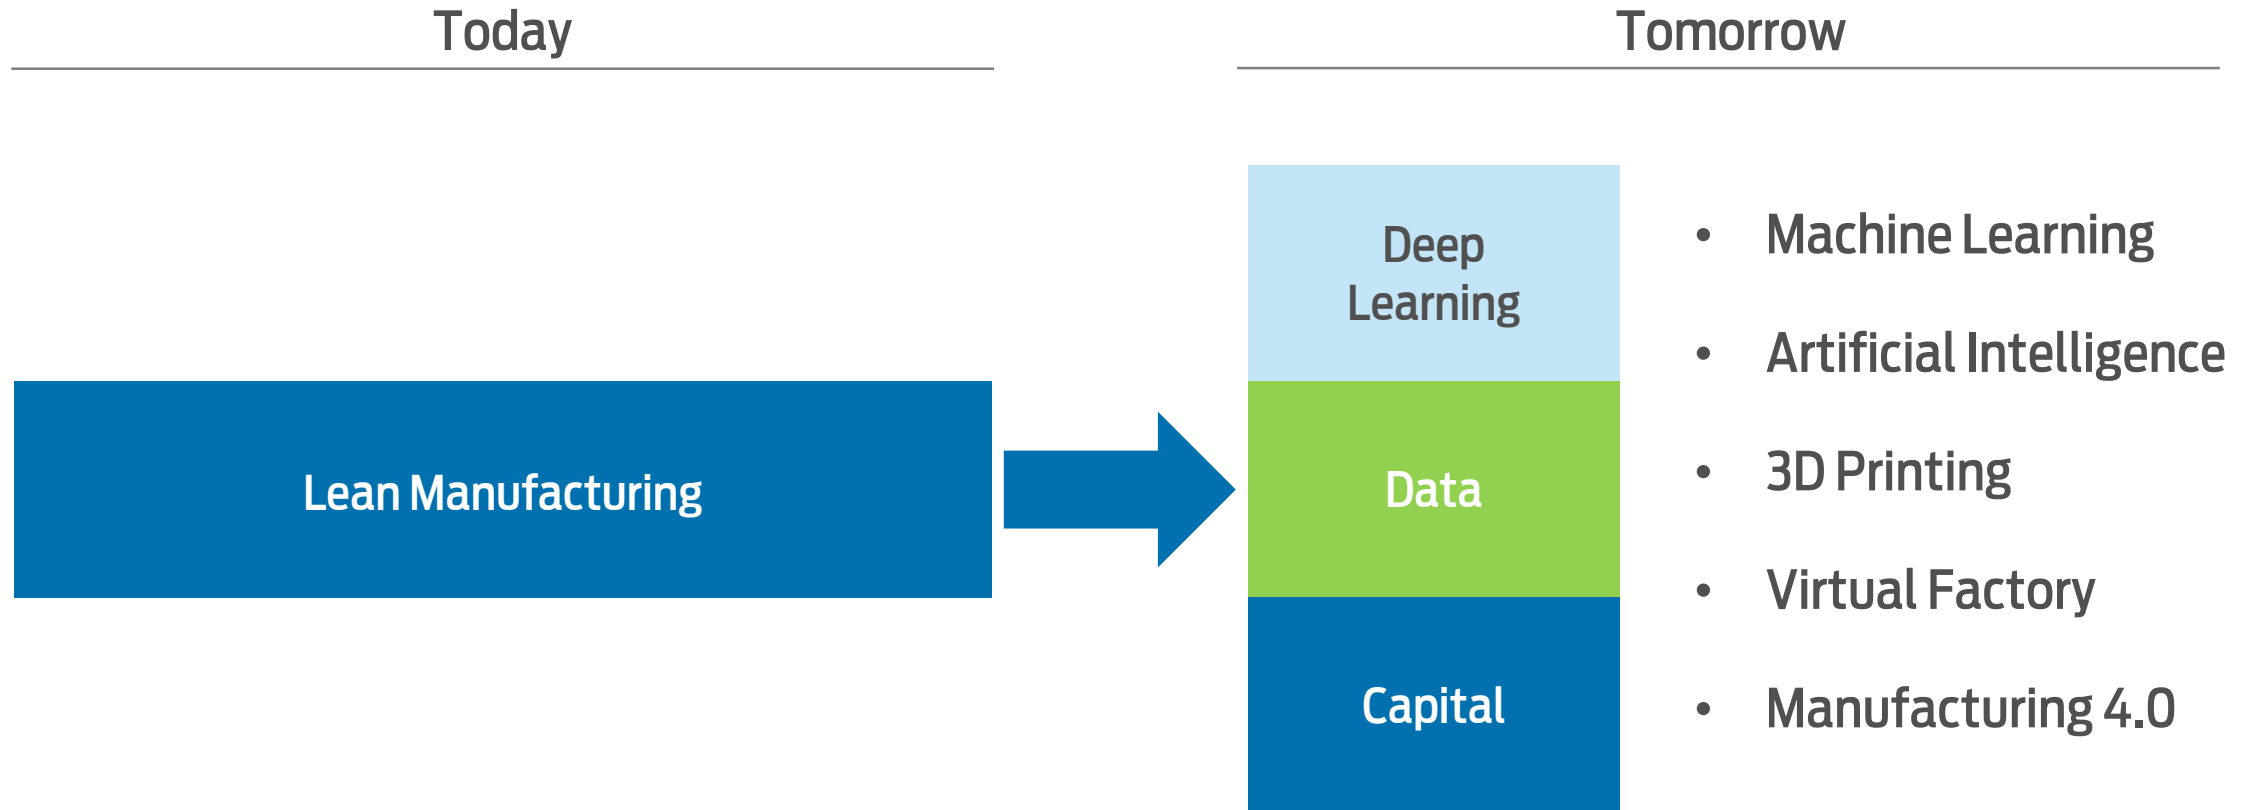 Today
Tomorrow
Lean Manufacturing
Deep
Learning
Data
Capital
• Machine Learning
• Artificial Intelligence
• 3D Printing
• Virtual Factory
• Manufacturing 4.0